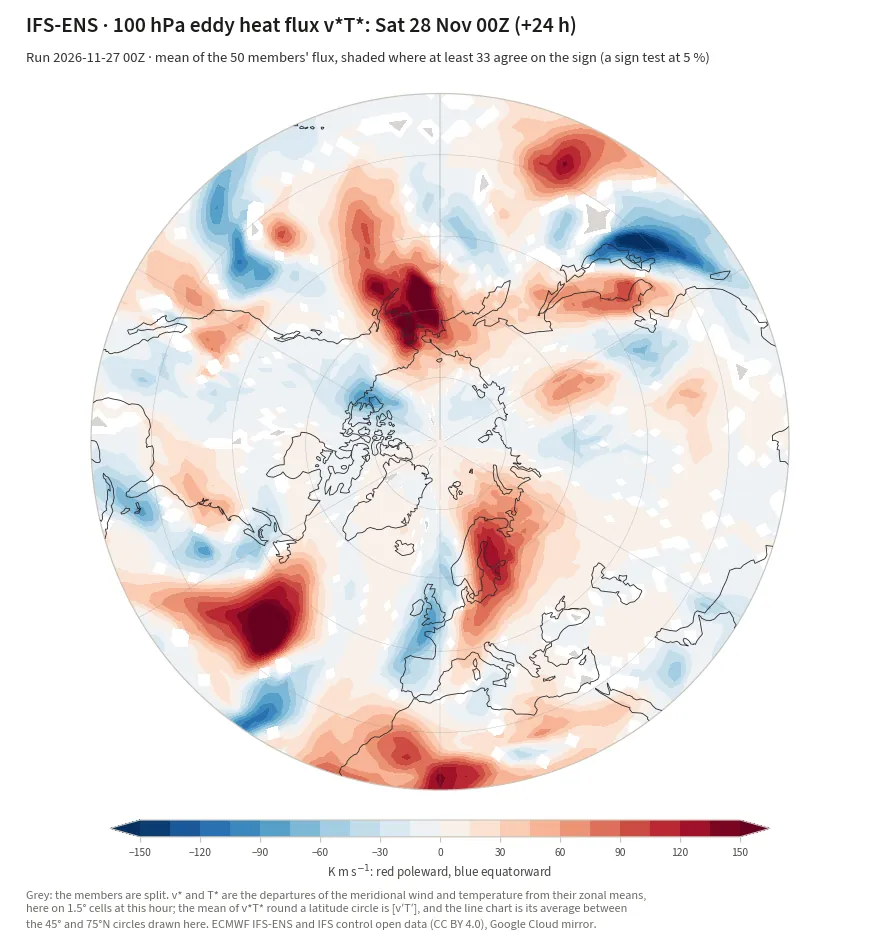 IFS-ENS · 100 hPa eddy heat flux v*T*: Sat 28 Nov 00Z (+24 h)
Run 2026-11-27 00Z · mean of the 50 members' flux, shaded where at least 33 agree on the sign (a sign test at 5 %)
−150 −120 −90 −60 −30 0 30 60 90 120 150
K m s⁻¹: red poleward, blue equatorward
Grey: the members are split. v* and T* are the departures of the meridional wind and temperature from their zonal means,
here on 1.5° cells at this hour; the mean of v*T* round a latitude circle is [v'T'], and the line chart is its average between
the 45° and 75°N circles drawn here. ECMWF IFS-ENS and IFS control open data (CC BY 4.0), Google Cloud mirror.